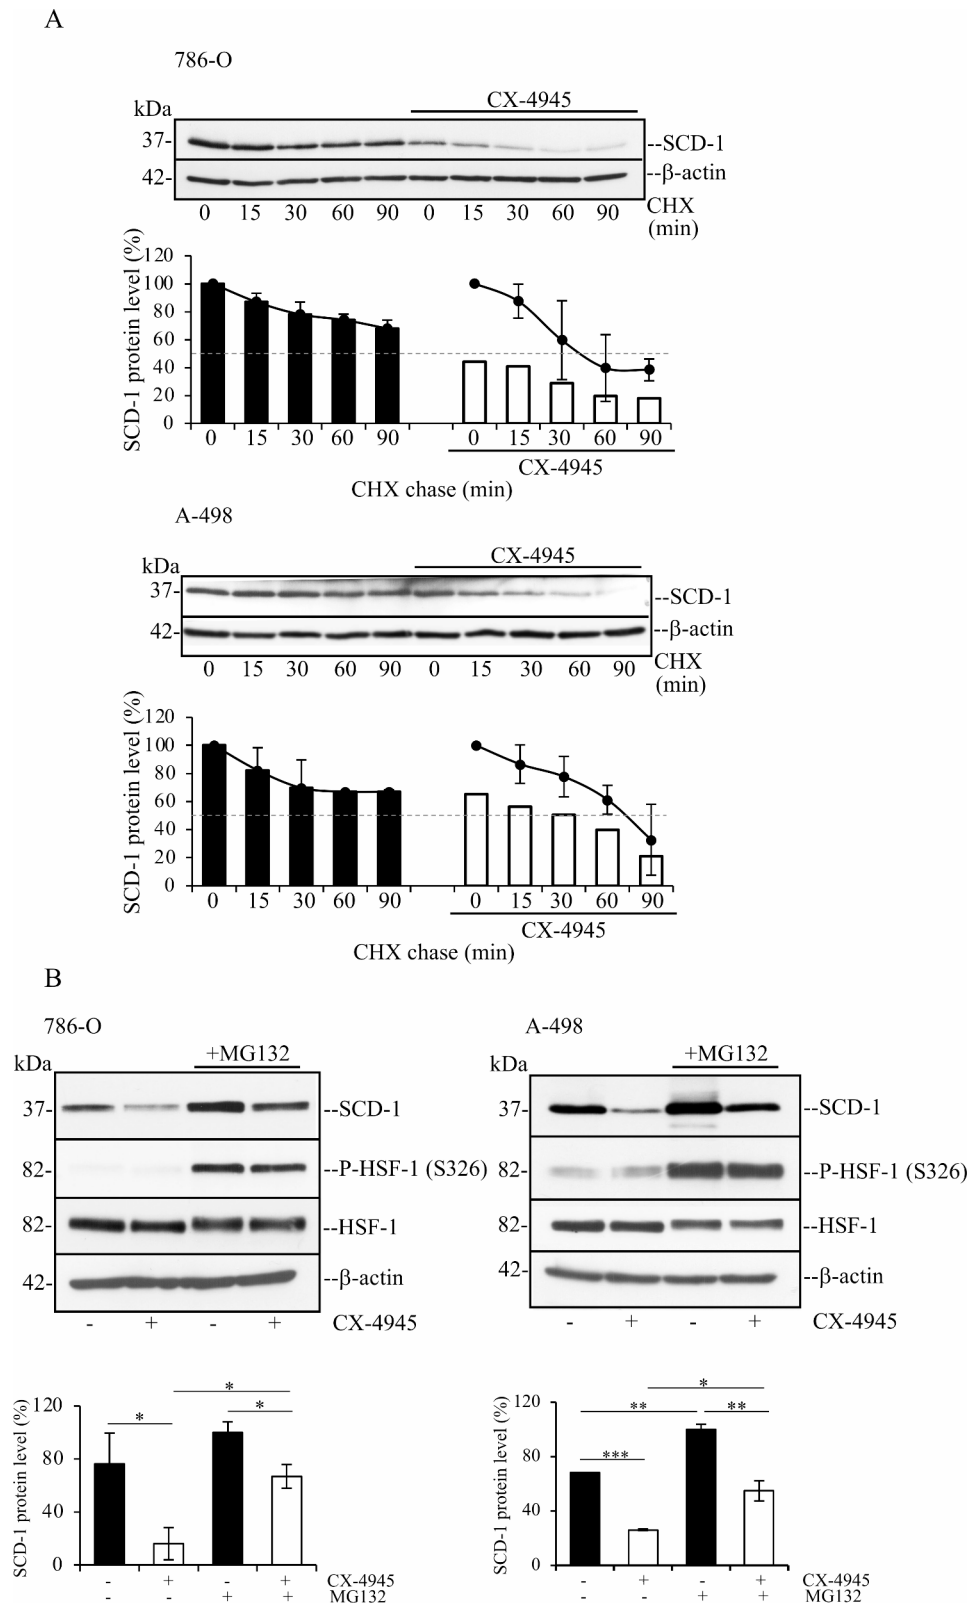 A
786-O
CX-4945
kDa
37- --SCD-1
42- --β-actin
0 15 30 60 90 0 15 30 60 90 CHX (min)
SCD-1 protein level (%)
120
100
80
60
40
20
0
0 15 30 60 90 0 15 30 60 90
CX-4945
CHX chase (min)
A-498
CX-4945
kDa
37- --SCD-1
42- --β-actin
0 15 30 60 90 0 15 30 60 90 CHX (min)
SCD-1 protein level (%)
120
100
80
60
40
20
0
0 15 30 60 90 0 15 30 60 90
CX-4945
CHX chase (min)
B
786-O
+MG132
kDa
37- --SCD-1
82- --P-HSF-1 (S326)
82- --HSF-1
42- --β-actin
- + - + CX-4945
SCD-1 protein level (%)
120
80
40
0
*
*
*
- + - + CX-4945
- - + + MG132
A-498
+MG132
kDa
37- --SCD-1
82- --P-HSF-1 (S326)
82- --HSF-1
42- --β-actin
- + - + CX-4945
SCD-1 protein level (%)
120
80
40
0
*
** **
***
- + - + CX-4945
- - + + MG132